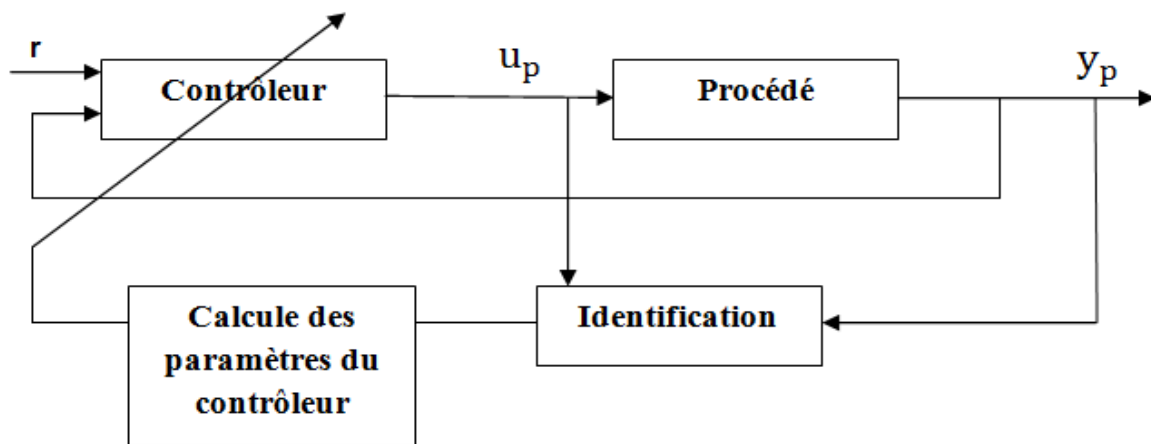 r
Contrôleur
u_p
Procédé
y_p
Calcule des
paramètres du
contrôleur
Identification